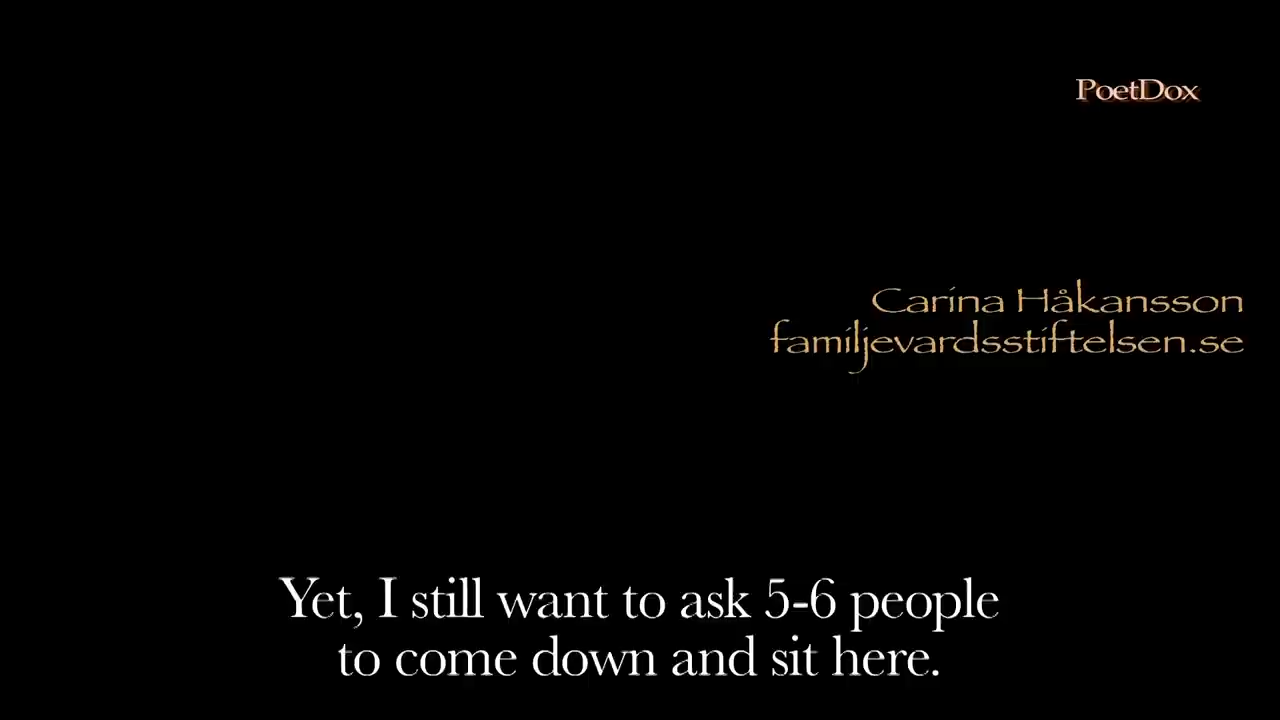 PoetDox
Carina Håkansson
familjevardsstiftelsen.se
Yet, I still want to ask 5-6 people
to come down and sit here.